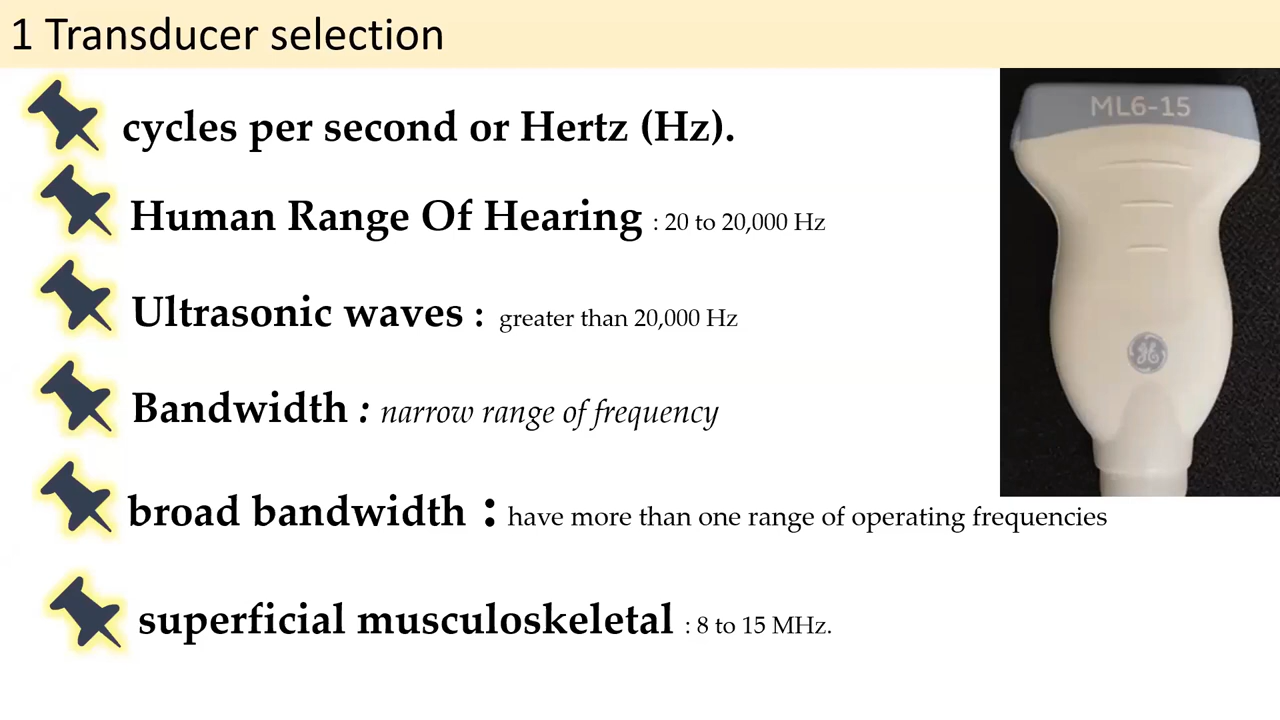 1 Transducer selection
ML6-15
cycles per second or Hertz (Hz).
Human Range Of Hearing : 20 to 20,000 Hz
Ultrasonic waves : greater than 20,000 Hz
Bandwidth : narrow range of frequency
broad bandwidth : have more than one range of operating frequencies
superficial musculoskeletal : 8 to 15 MHz.